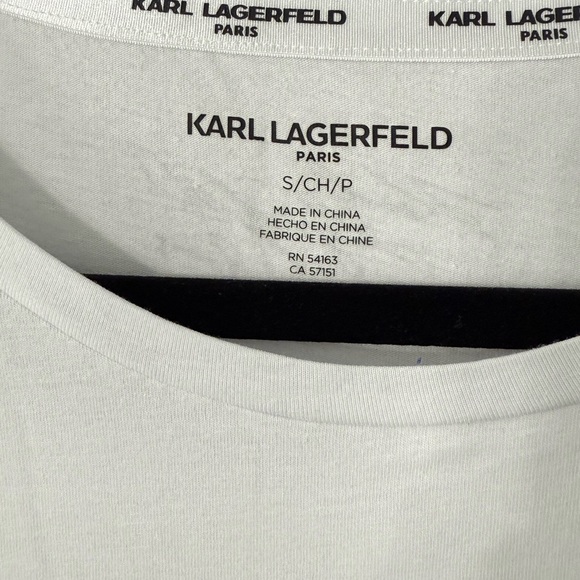 KARL LAGERFELD
PARIS
KARL LAGERF
PARIS
KARL LAGERFELD
PARIS
S/CH/P
MADE IN CHINA
HECHO EN CHINA
FABRIQUE EN CHINE
RN 54163
CA 57151